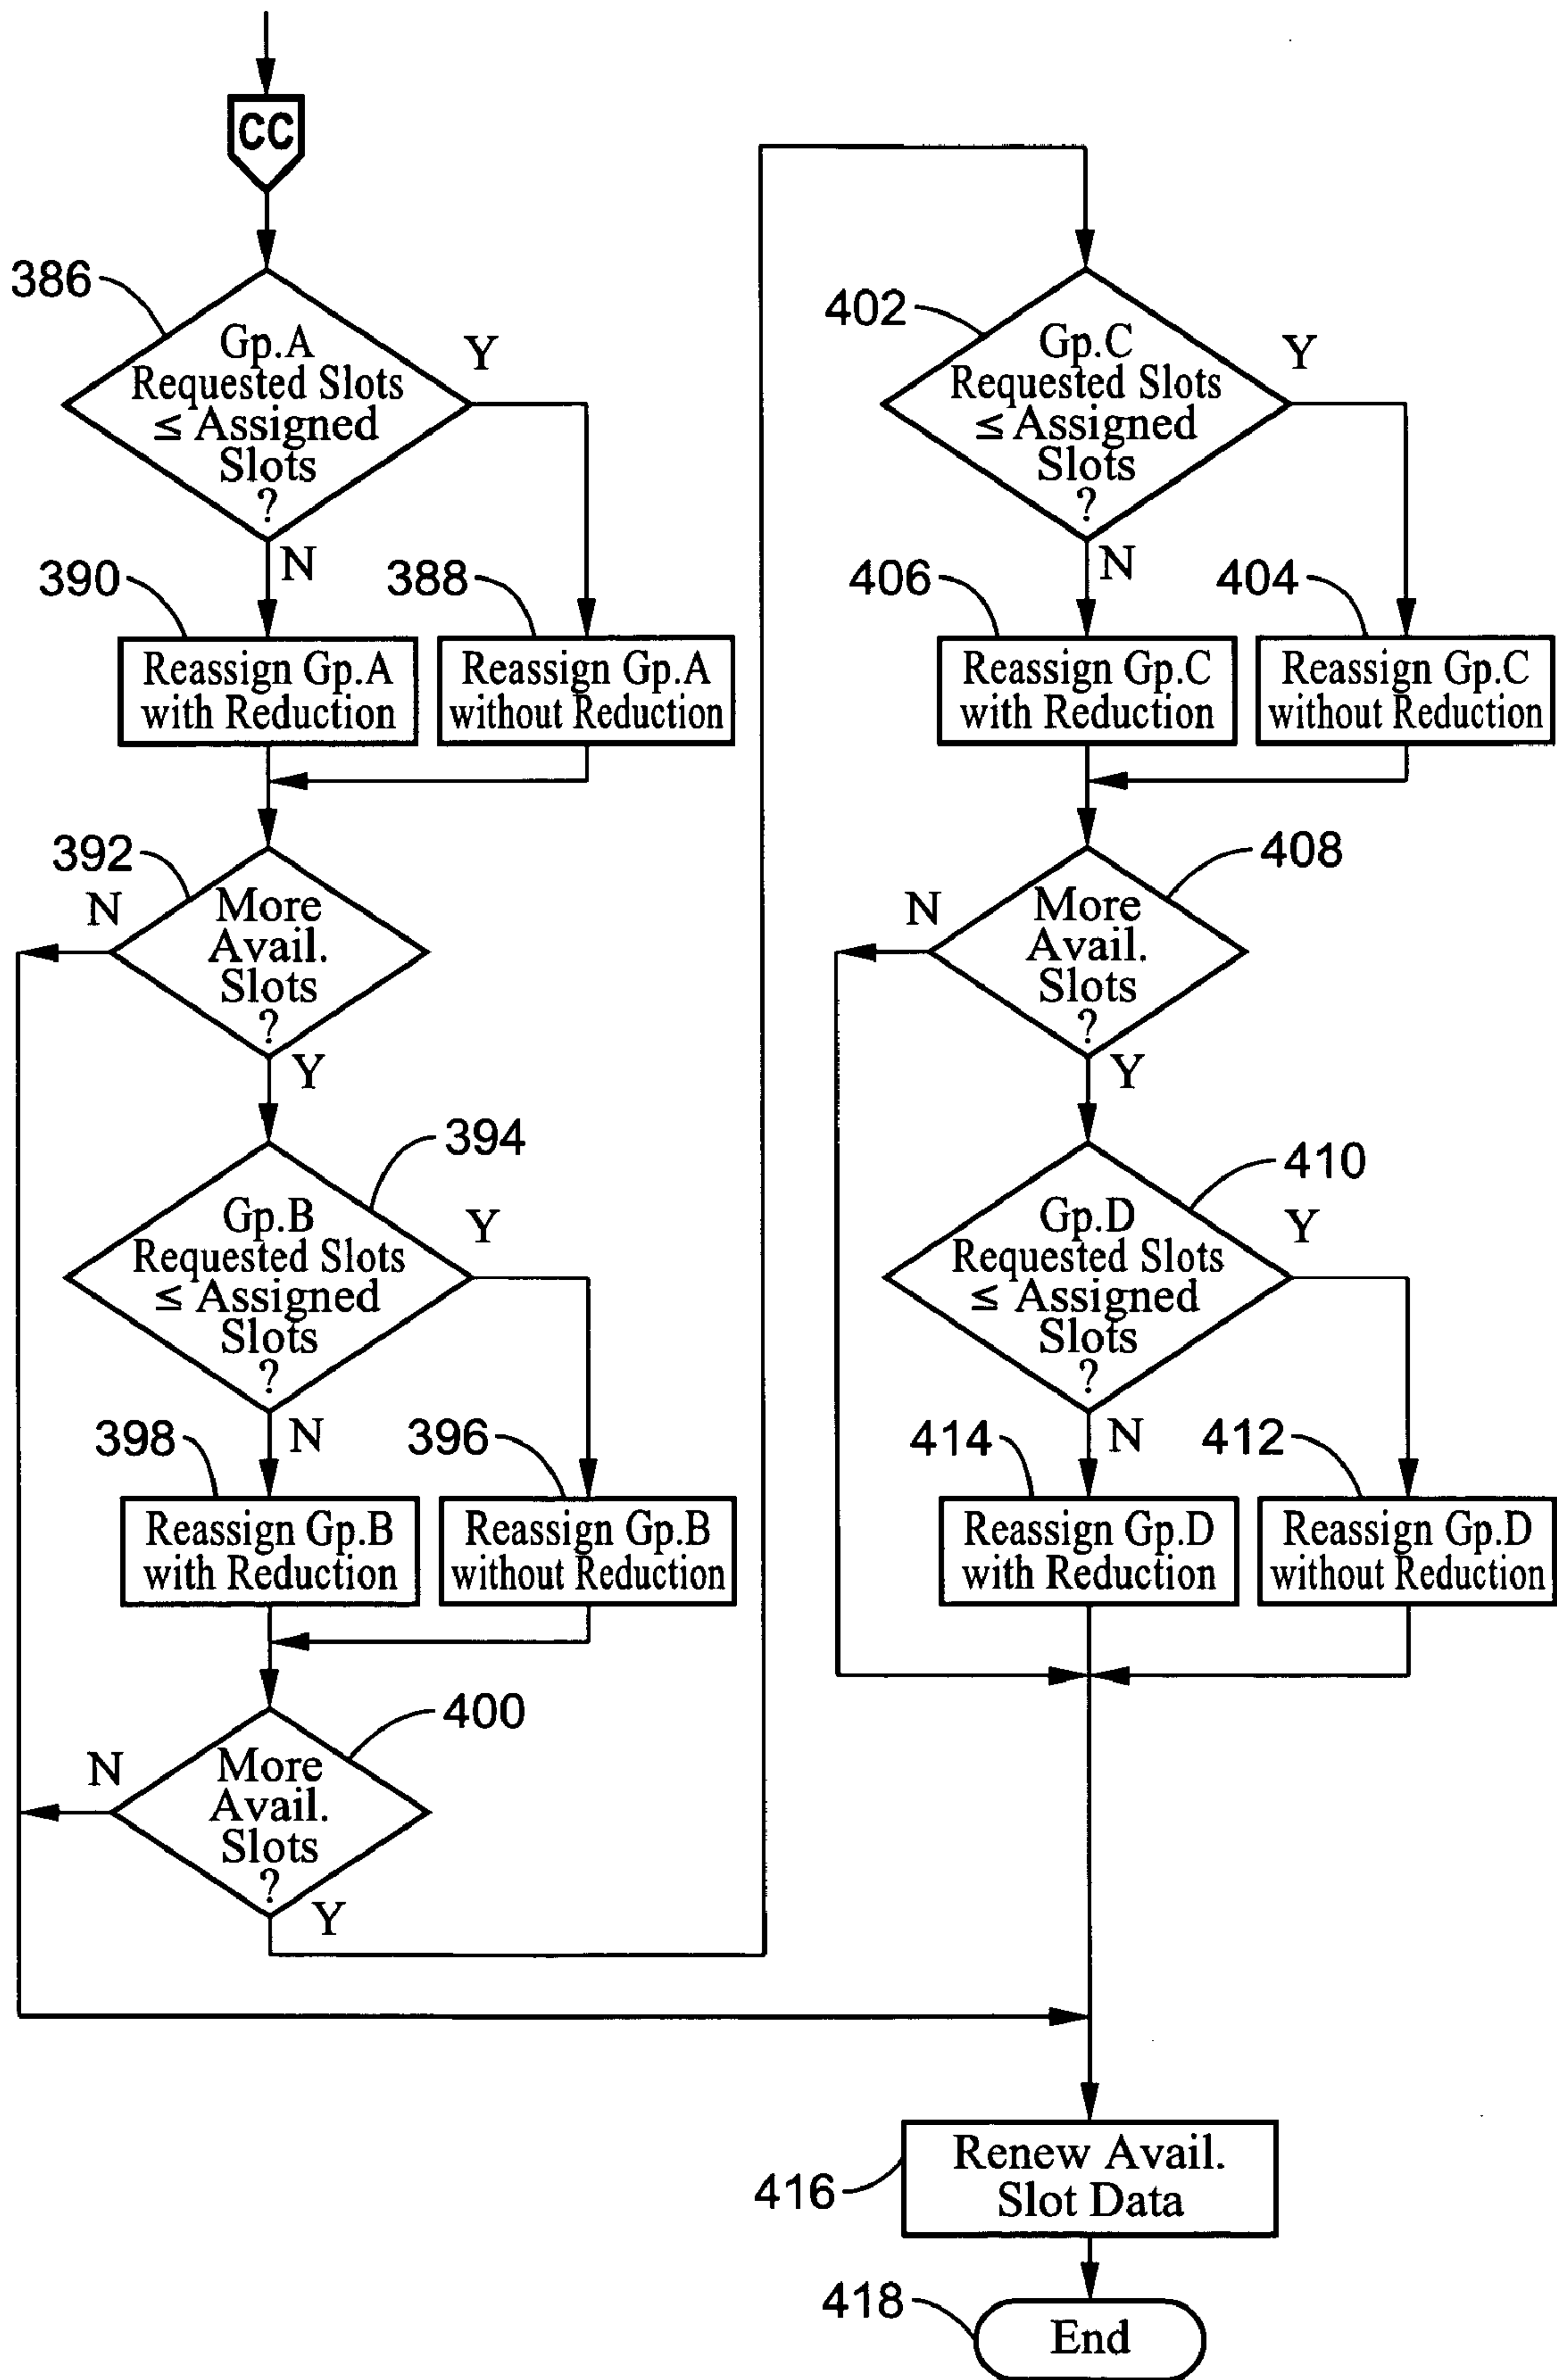 CC
386
Gp.A
Requested Slots
≤ Assigned
Slots
?
Y
N
390
388
Reassign Gp.A
with Reduction
Reassign Gp.A
without Reduction
392
N
More
Avail.
Slots
?
Y
394
Gp.B
Requested Slots
≤ Assigned
Slots
?
Y
N
398
396
Reassign Gp.B
with Reduction
Reassign Gp.B
without Reduction
400
N
More
Avail.
Slots
?
Y
402
Gp.C
Requested Slots
≤ Assigned
Slots
?
Y
N
406
404
Reassign Gp.C
with Reduction
Reassign Gp.C
without Reduction
408
N
More
Avail.
Slots
?
Y
410
Gp.D
Requested Slots
≤ Assigned
Slots
?
Y
N
414
412
Reassign Gp.D
with Reduction
Reassign Gp.D
without Reduction
416
Renew Avail.
Slot Data
418
End